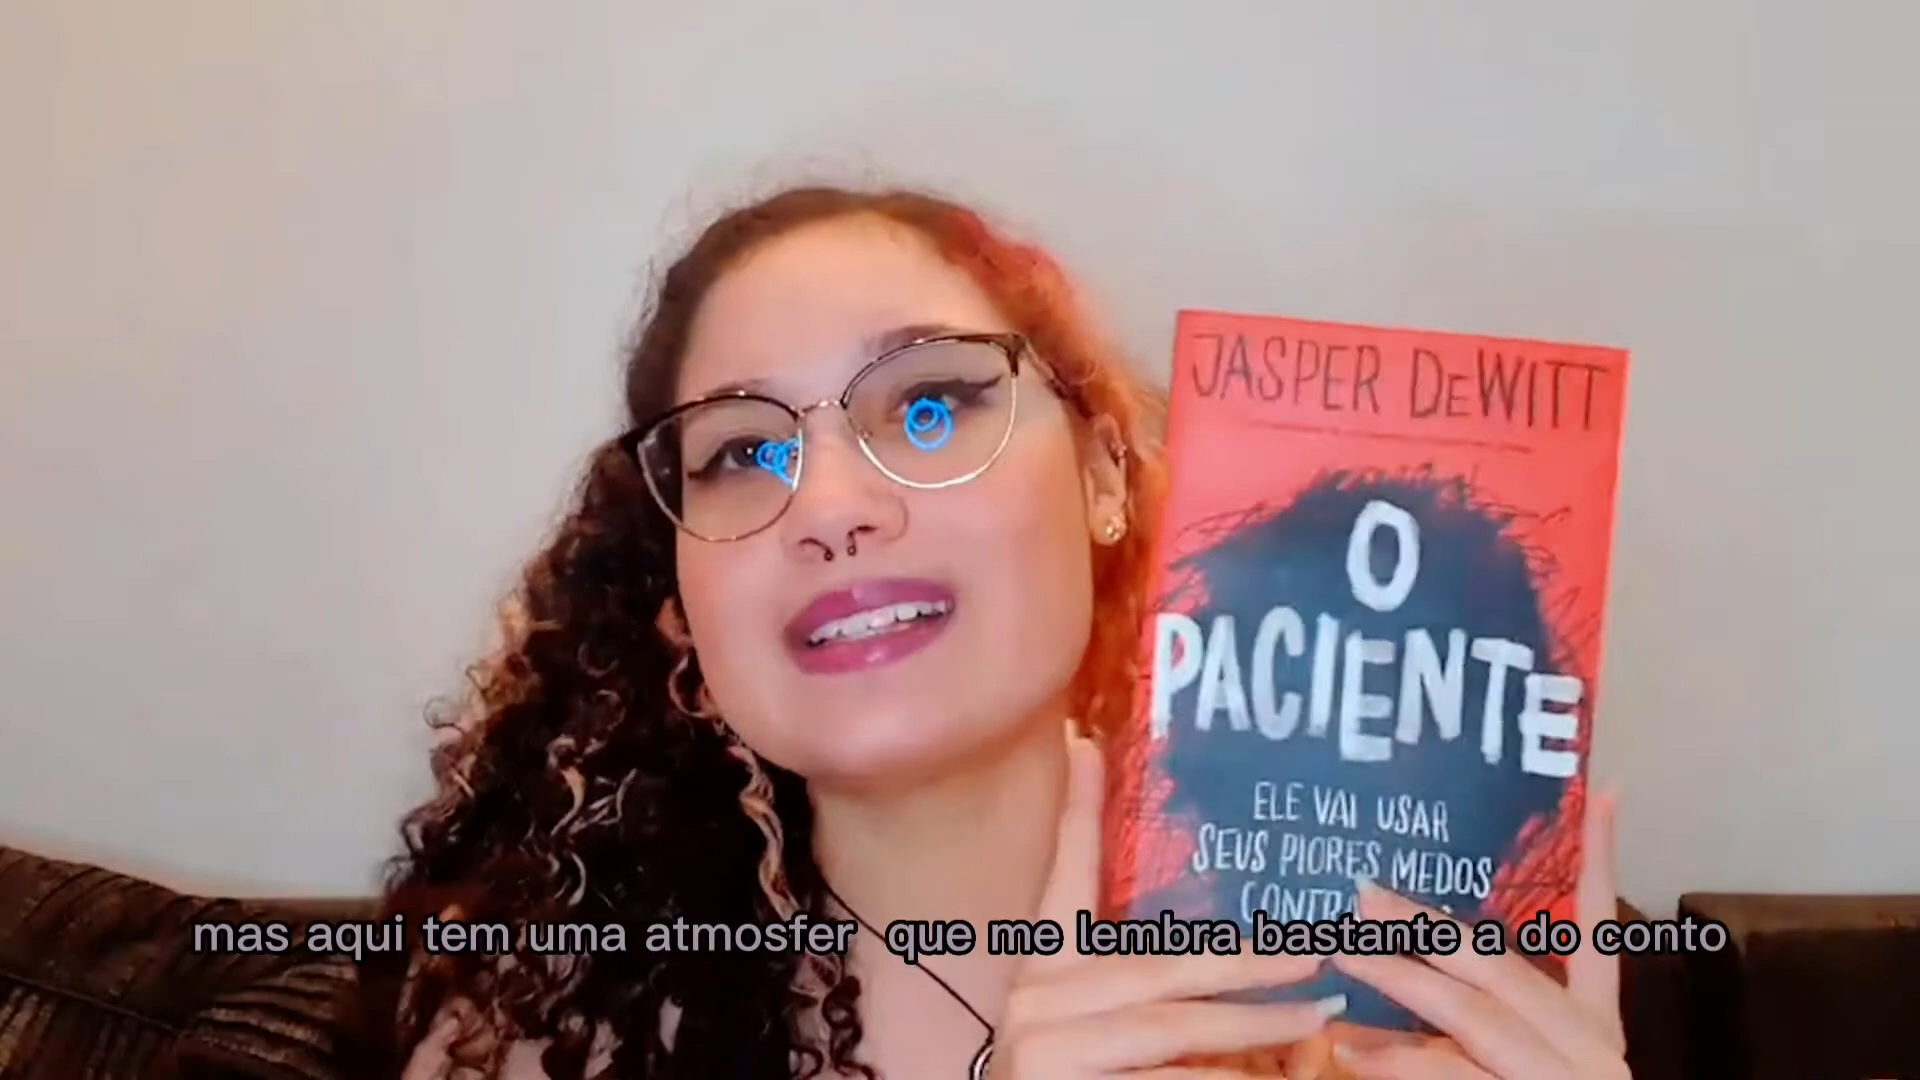 JASPER DEWITT
O
PACIENTE
ELE VAI USAR
SEUS PIORES MEDOS
mas aqui tem uma atmosfer que me lembra bastante a do conto